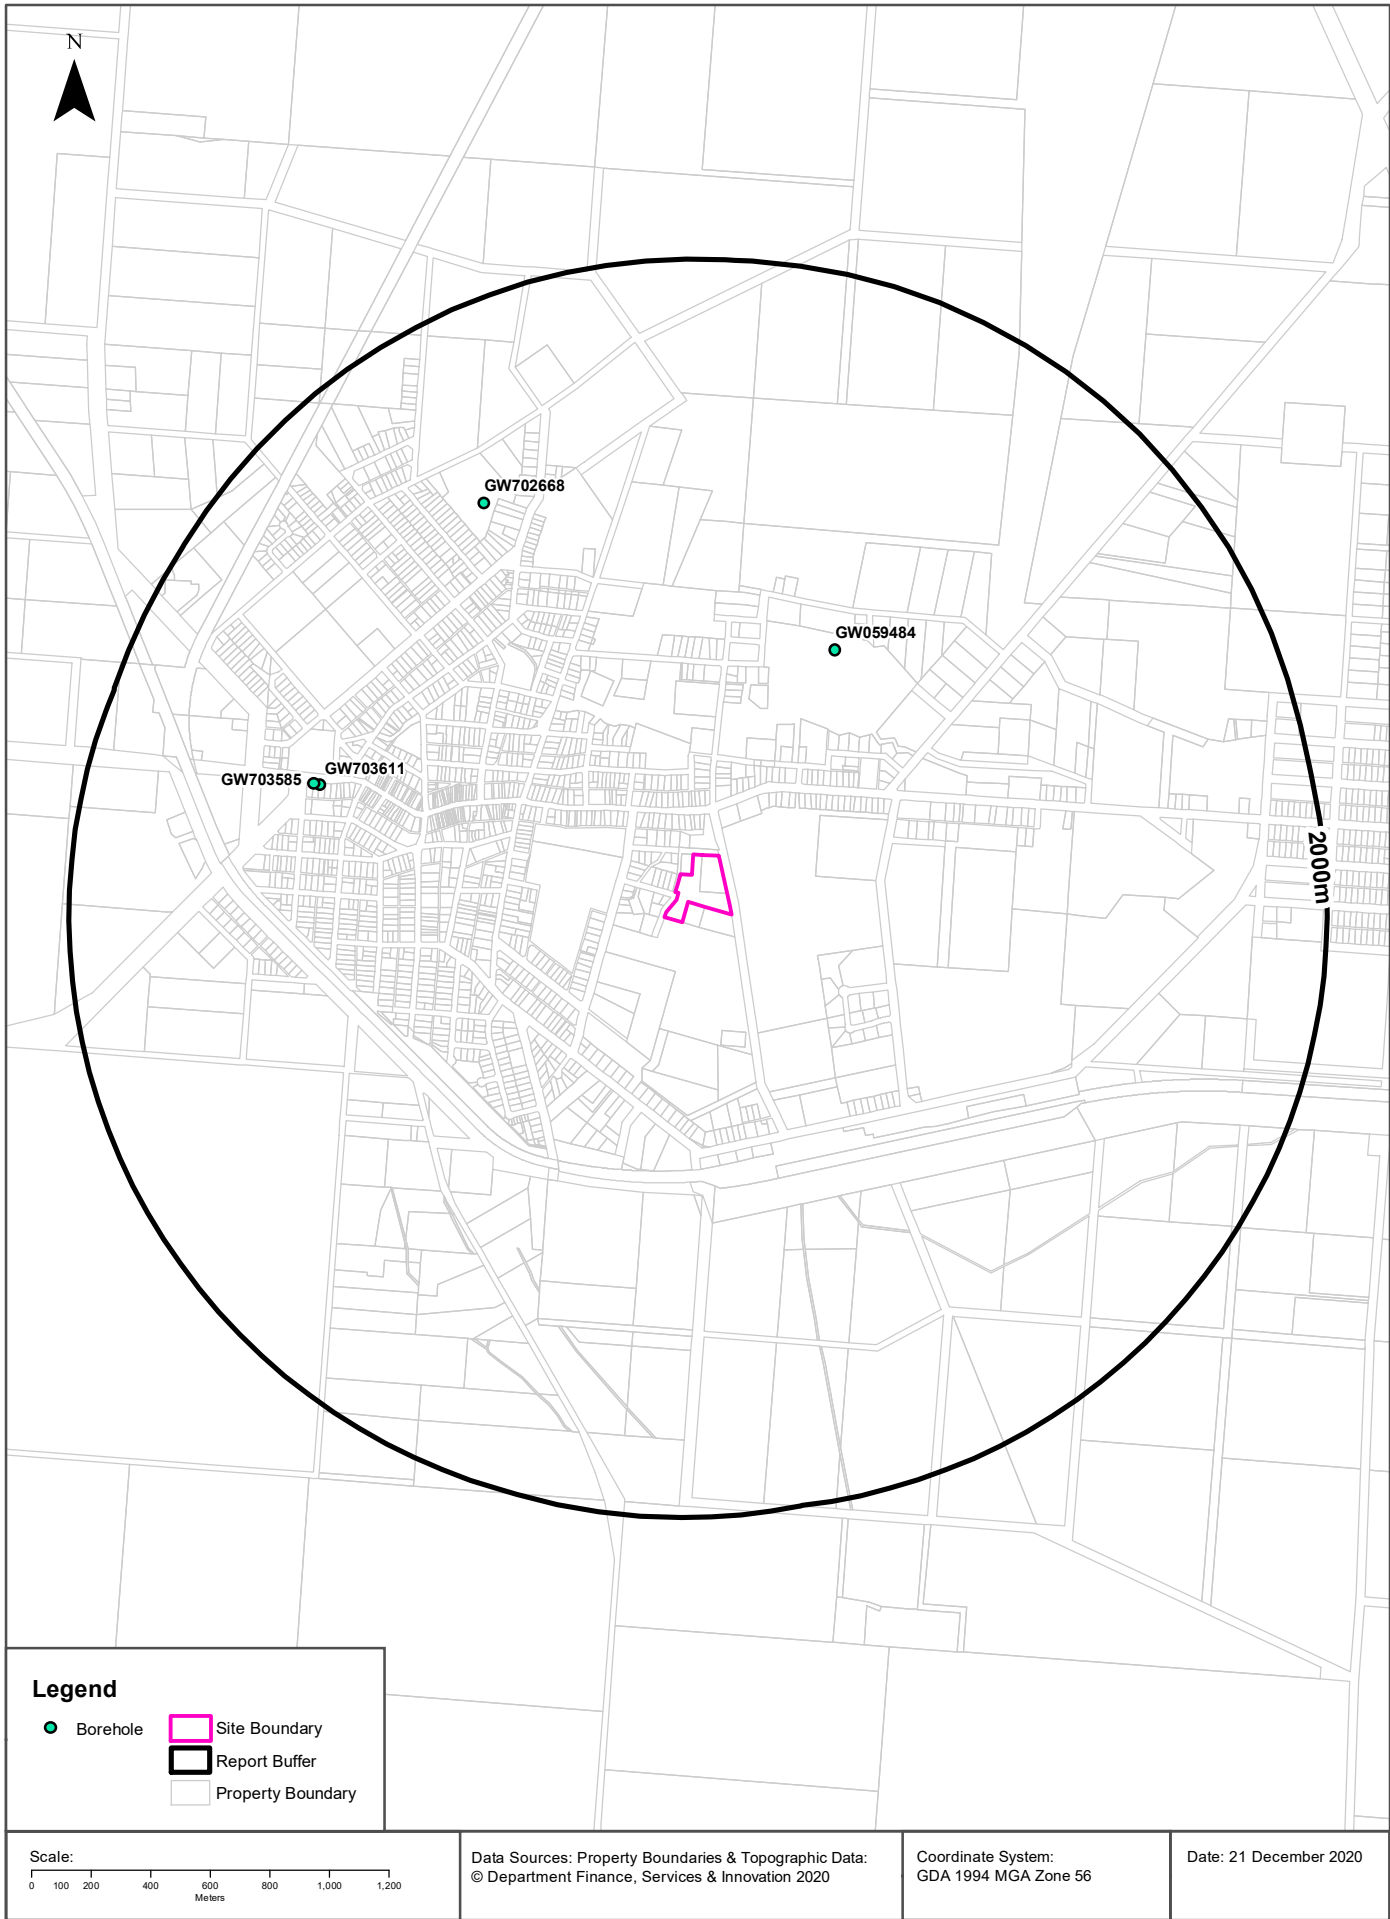 N
GW702668
GW059484
GW703611
GW703585
2000m
Legend
Borehole
Site Boundary
Report Buffer
Property Boundary
Scale:
0 100 200 400 600 800 1,000 1,200
Meters
Data Sources: Property Boundaries & Topographic Data:
© Department Finance, Services & Innovation 2020
Coordinate System:
GDA 1994 MGA Zone 56
Date: 21 December 2020